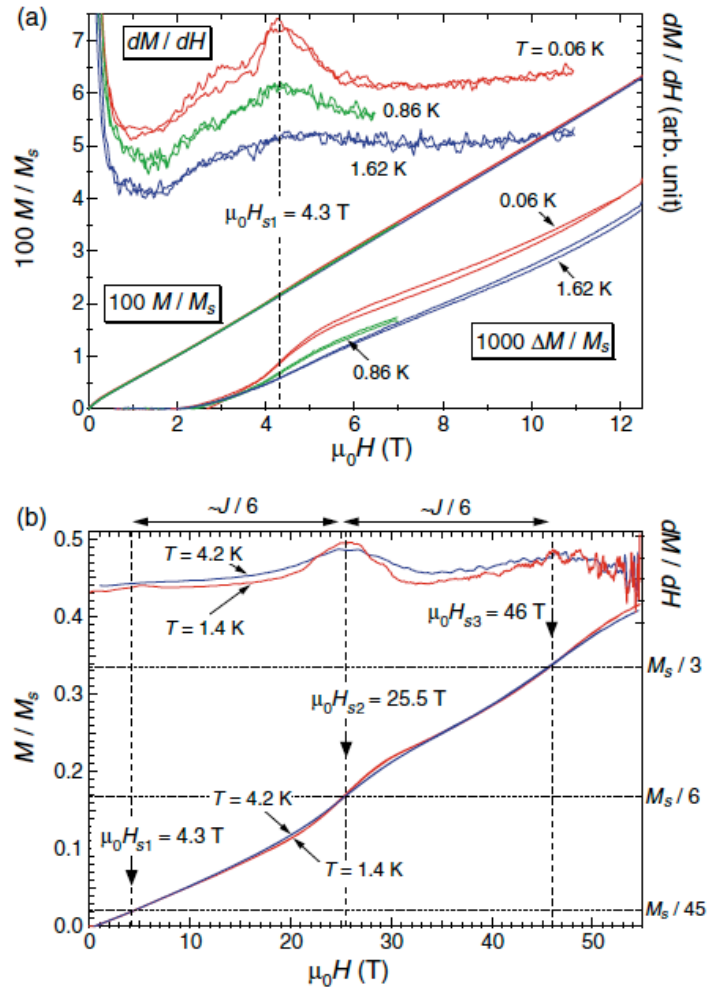 (a)
7
6
5
4
3
2
1
0
100 M / Ms
dM / dH
T = 0.06 K
0.86 K
1.62 K
μ0Hs1 = 4.3 T
0.06 K
1.62 K
100 M / Ms
0.86 K
1000 ΔM / Ms
dM / dH (arb. unit)
0 2 4 6 8 10 12
μ0H (T)
(b)
~J / 6 ~J / 6
0.5
0.4
0.3
0.2
0.1
0.0
M / Ms
T = 4.2 K
T = 1.4 K
dM / dH
μ0Hs3 = 46 T
Ms / 3
μ0Hs2 = 25.5 T
Ms / 6
T = 4.2 K
μ0Hs1 = 4.3 T
T = 1.4 K
Ms / 45
0 10 20 30 40 50
μ0H (T)